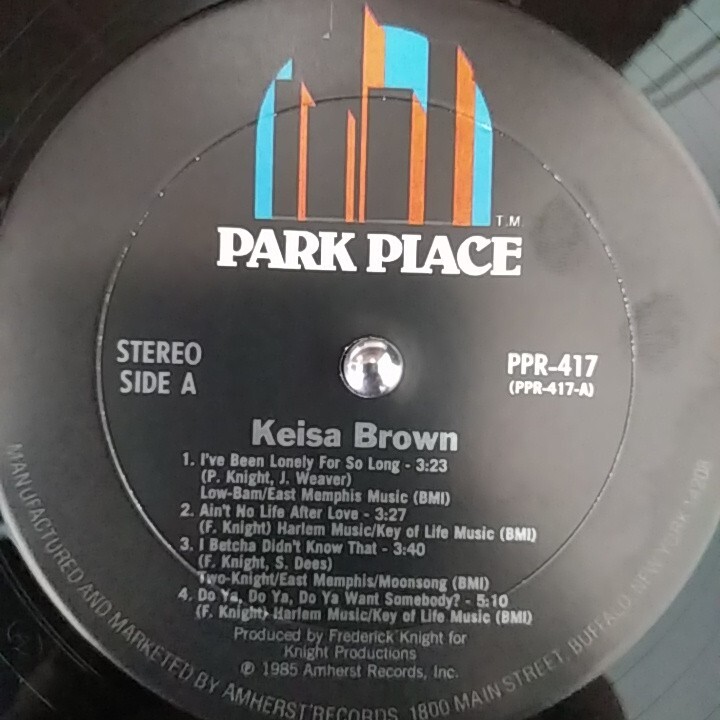 T.M.
PARK PLACE
STEREO
SIDE A
PPR-417
(PPR-417-A)
Keisa Brown
1. I've Been Lonely For So Long - 3:23
(P. Knight, J. Weaver)
Low-Bam/East Memphis Music (BMI)
2. Ain't No Life After Love - 3:27
(F. Knight) Harlem Music/Key of Life Music (BMI)
3. I Betcha Didn't Know That - 3:40
(F. Knight, S. Dees)
Two-Knight/East Memphis/Moonsong (BMI)
4. Do Ya, Do Ya, Do Ya Want Somebody? - 5:10
(F. Knight) Harlem Music/Key of Life Music (BMI)
Produced by Frederick Knight for
Knight Productions
℗ 1985 Amherst Records, Inc.
MANUFACTURED AND MARKETED BY AMHERST RECORDS, 1800 MAIN STREET, BUFFALO, NEW YORK 14208